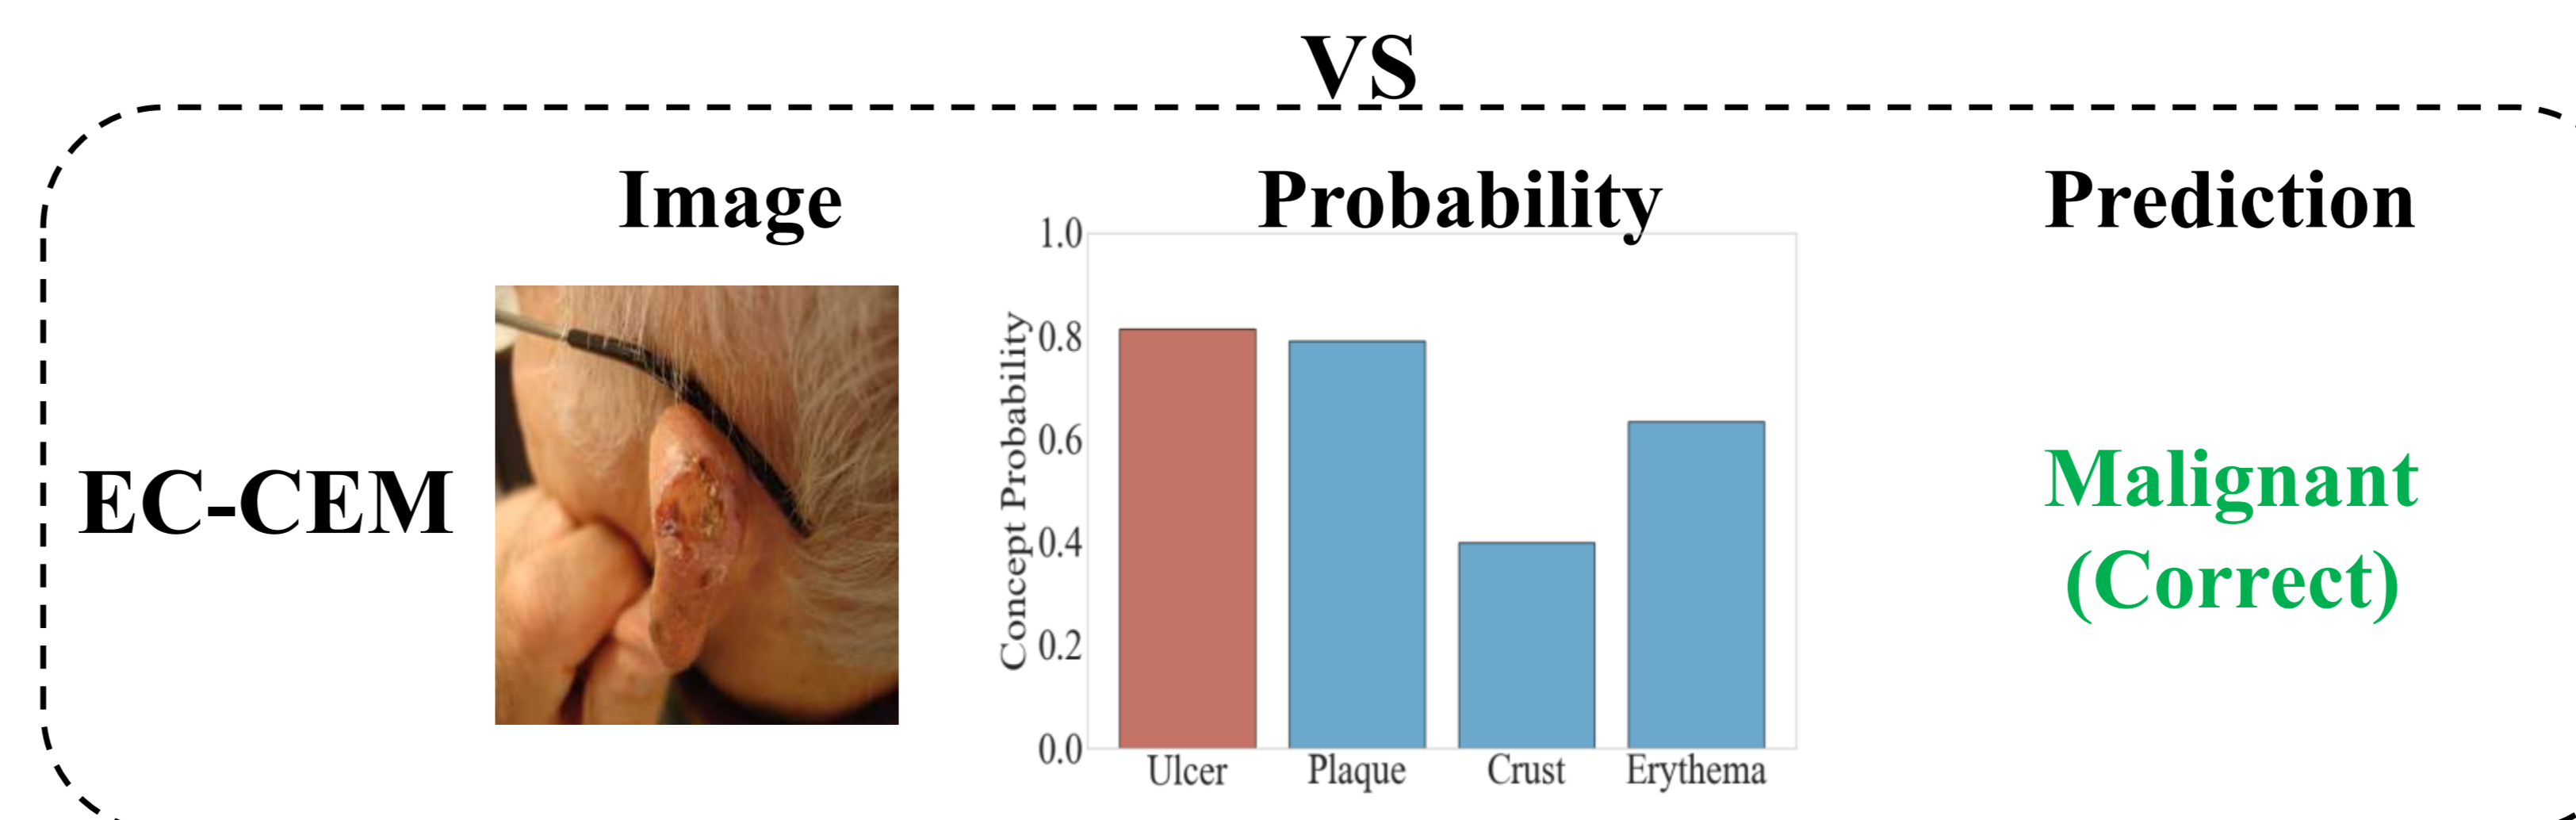 VS
Image
Probability
Prediction
EC-CEM
Concept Probability
1.0
0.8
0.6
0.4
0.2
0.0
Ulcer
Plaque
Crust
Erythema
Malignant
(Correct)